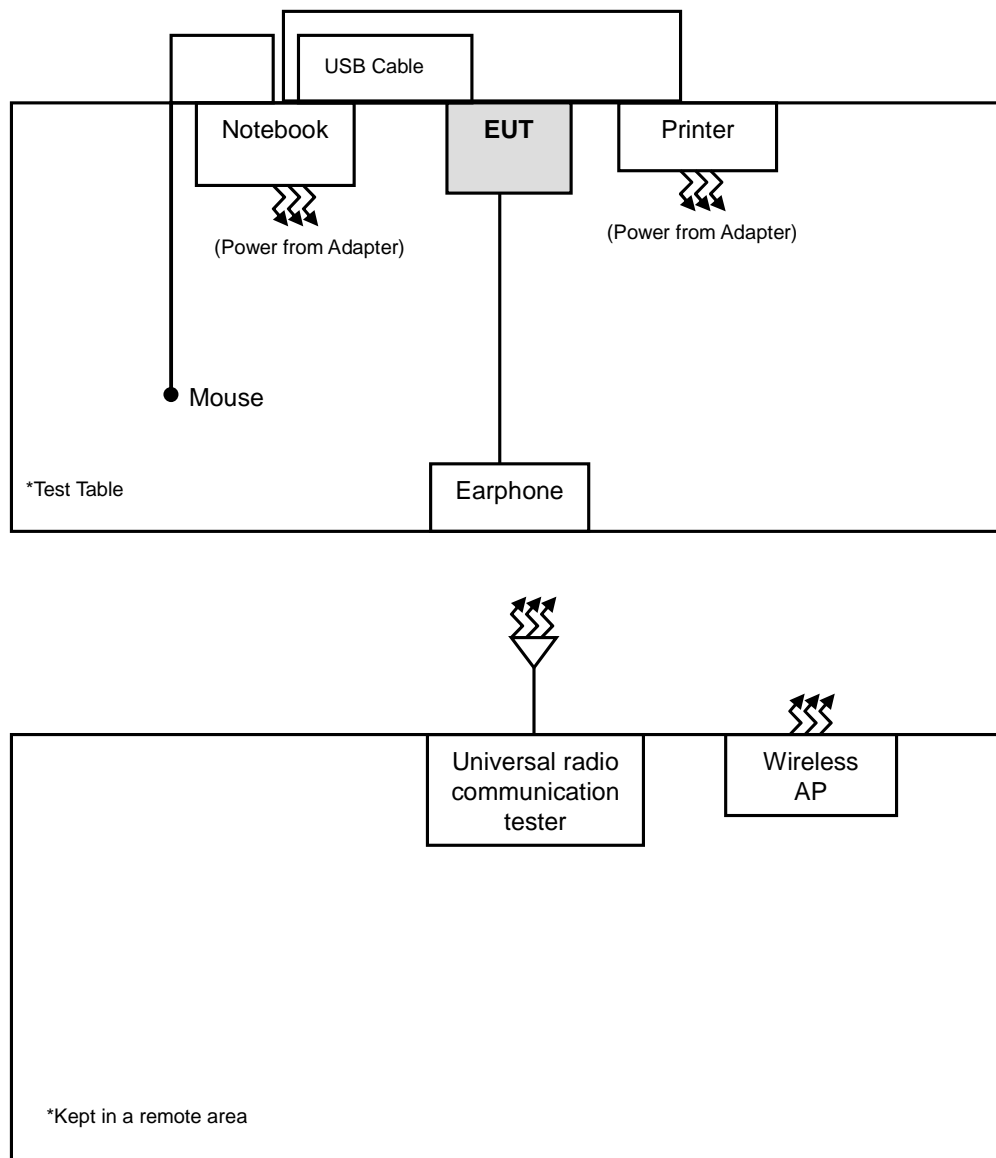 USB Cable
Notebook
EUT
Printer
(Power from Adapter)
(Power from Adapter)
Mouse
*Test Table
Earphone
Universal radio
communication
tester
Wireless
AP
*Kept in a remote area